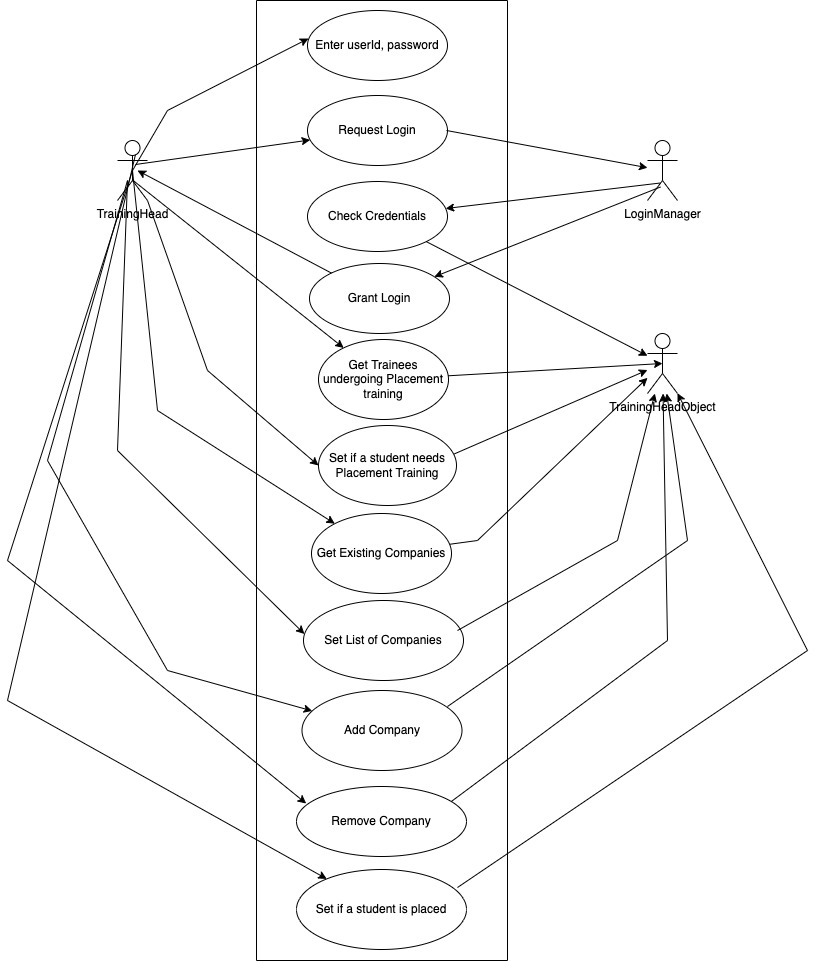 Enter userId, password
Request Login
TrainingHead
Check Credentials
LoginManager
Grant Login
Get Trainees
undergoing Placement
training
TrainingHeadObject
Set if a student needs
Placement Training
Get Existing Companies
Set List of Companies
Add Company
Remove Company
Set if a student is placed